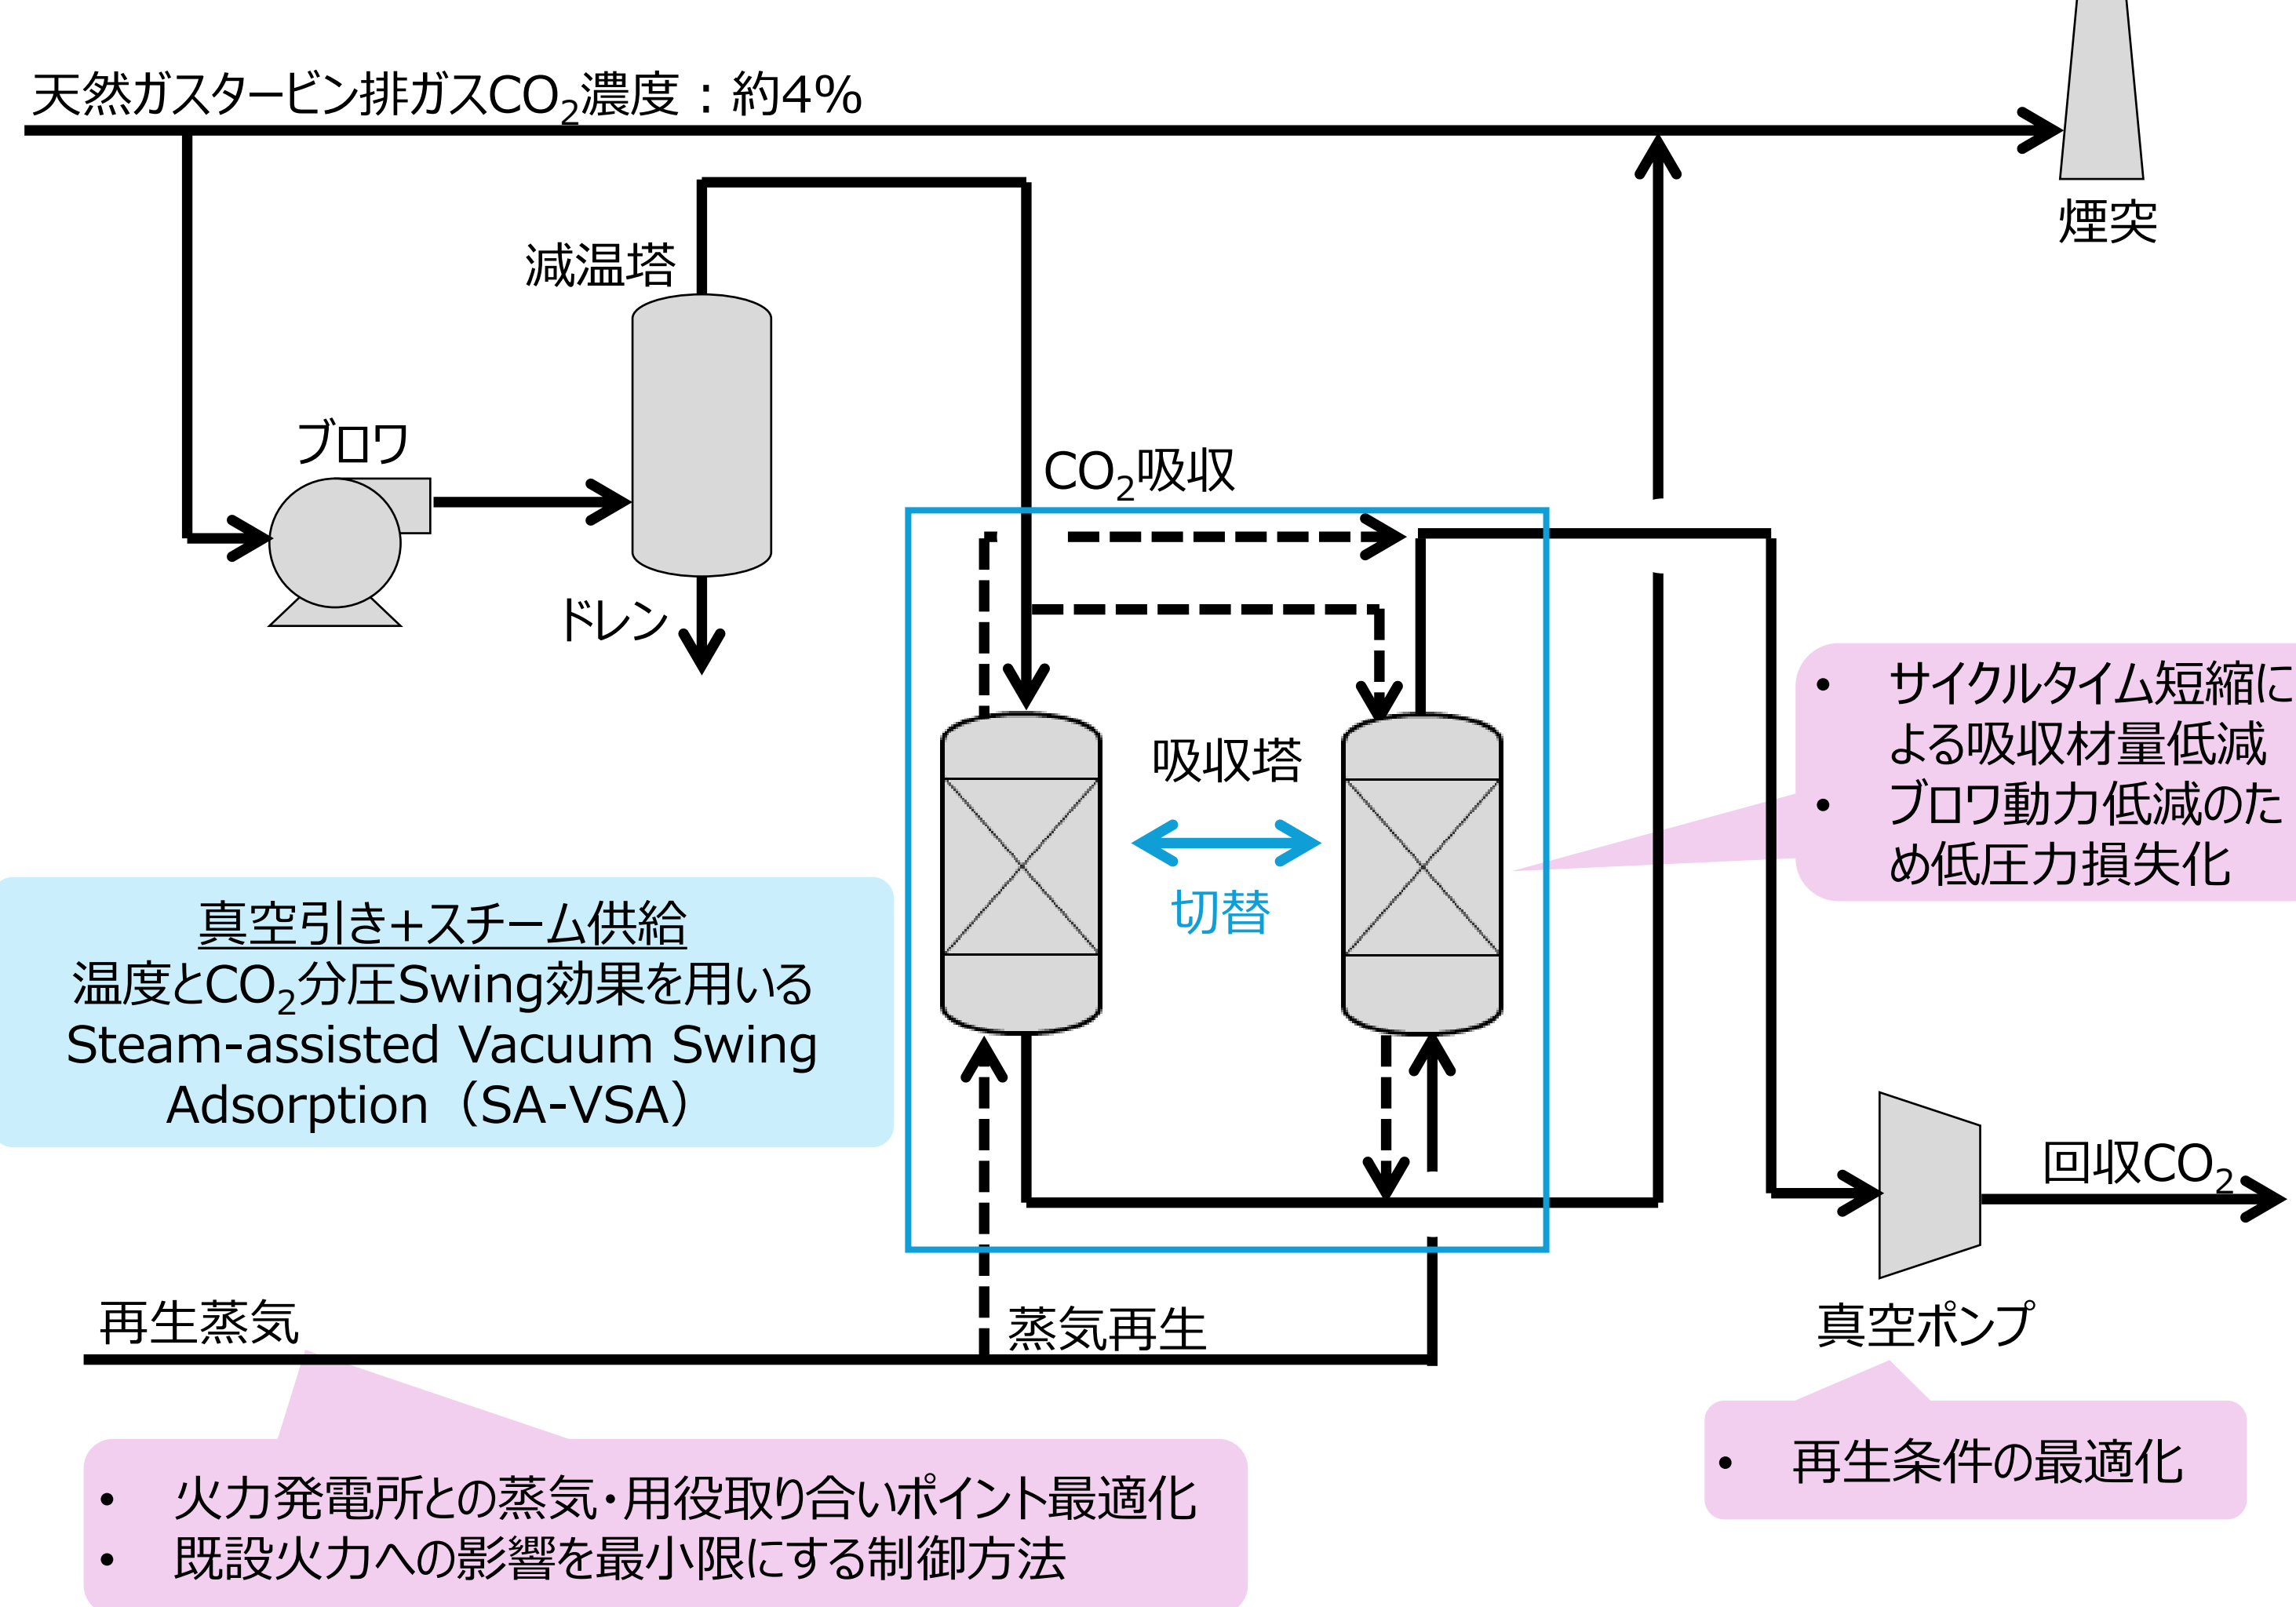 天然ガスタービン排ガスCO₂濃度：約4%
煙突
減温塔
ブロワ
ドレン
CO₂吸収
吸収塔
切替
• サイクルタイム短縮に
よる吸収材量低減
• ブロワ動力低減のた
め低圧力損失化
真空引き+スチーム供給
温度とCO₂分圧Swing効果を用いる
Steam-assisted Vacuum Swing
Adsorption（SA-VSA）
回収CO₂
再生蒸気
蒸気再生
真空ポンプ
• 再生条件の最適化
• 火力発電所との蒸気・用役取り合いポイント最適化
• 既設火力への影響を最小限にする制御方法